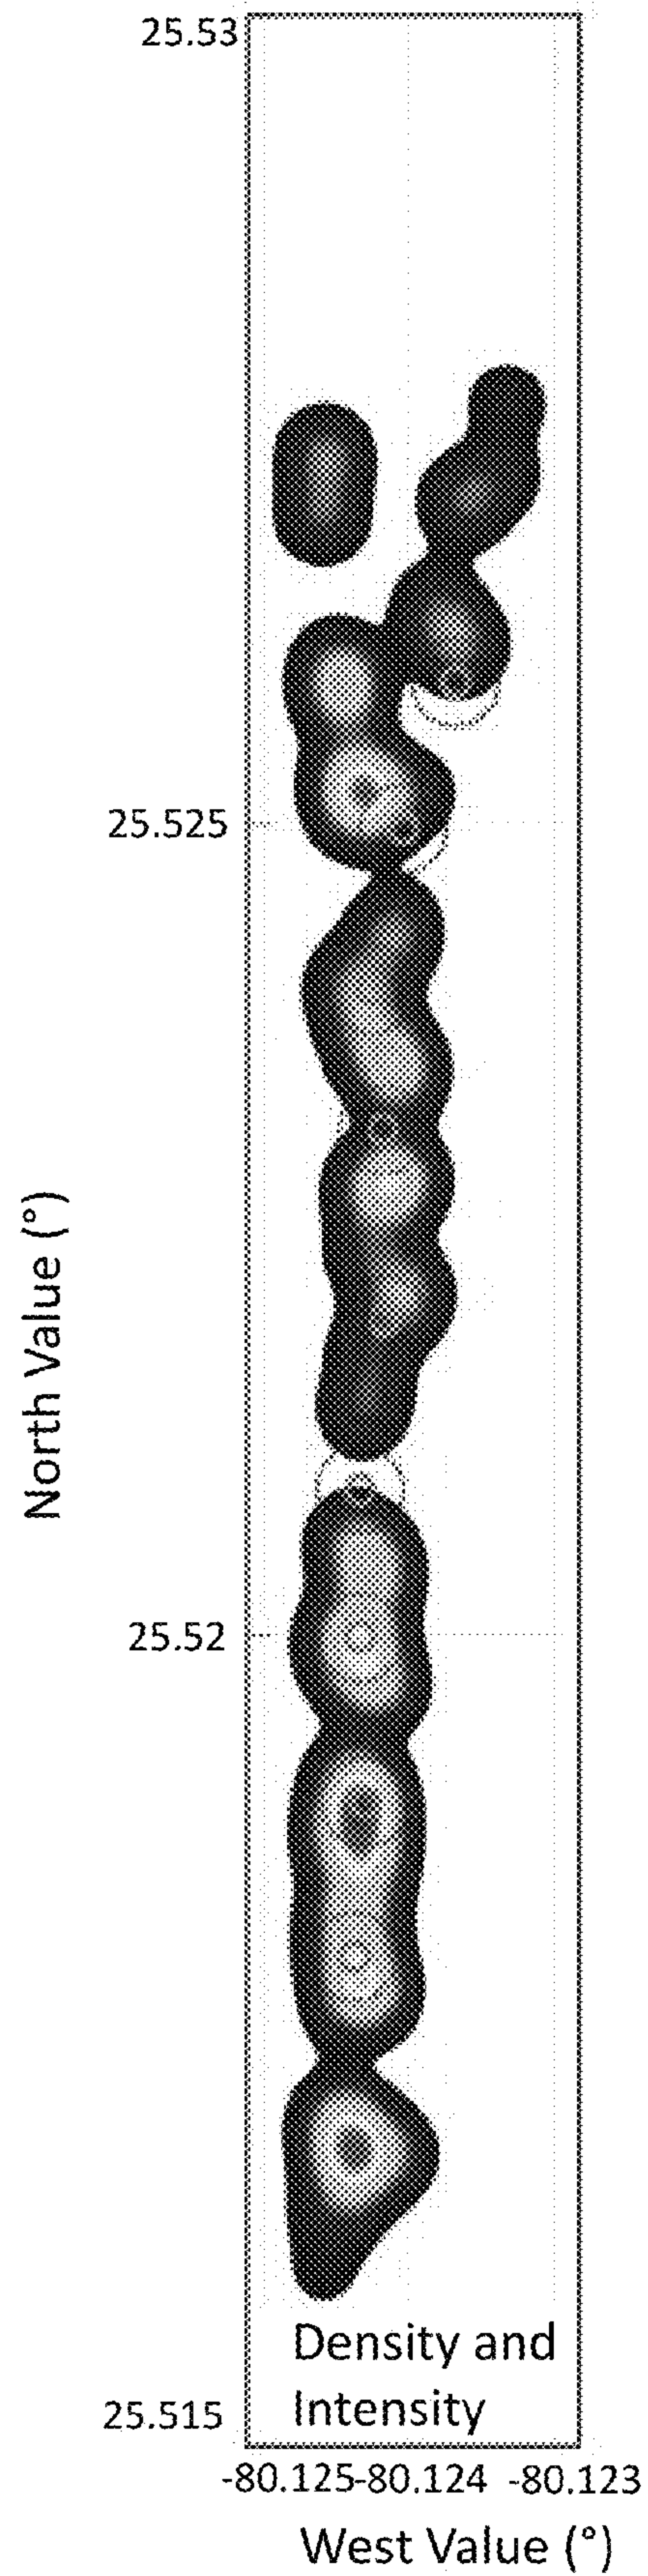 25.53
25.525
25.52
25.515
North Value (°)
Density and
Intensity
-80.125 -80.124 -80.123
West Value (°)